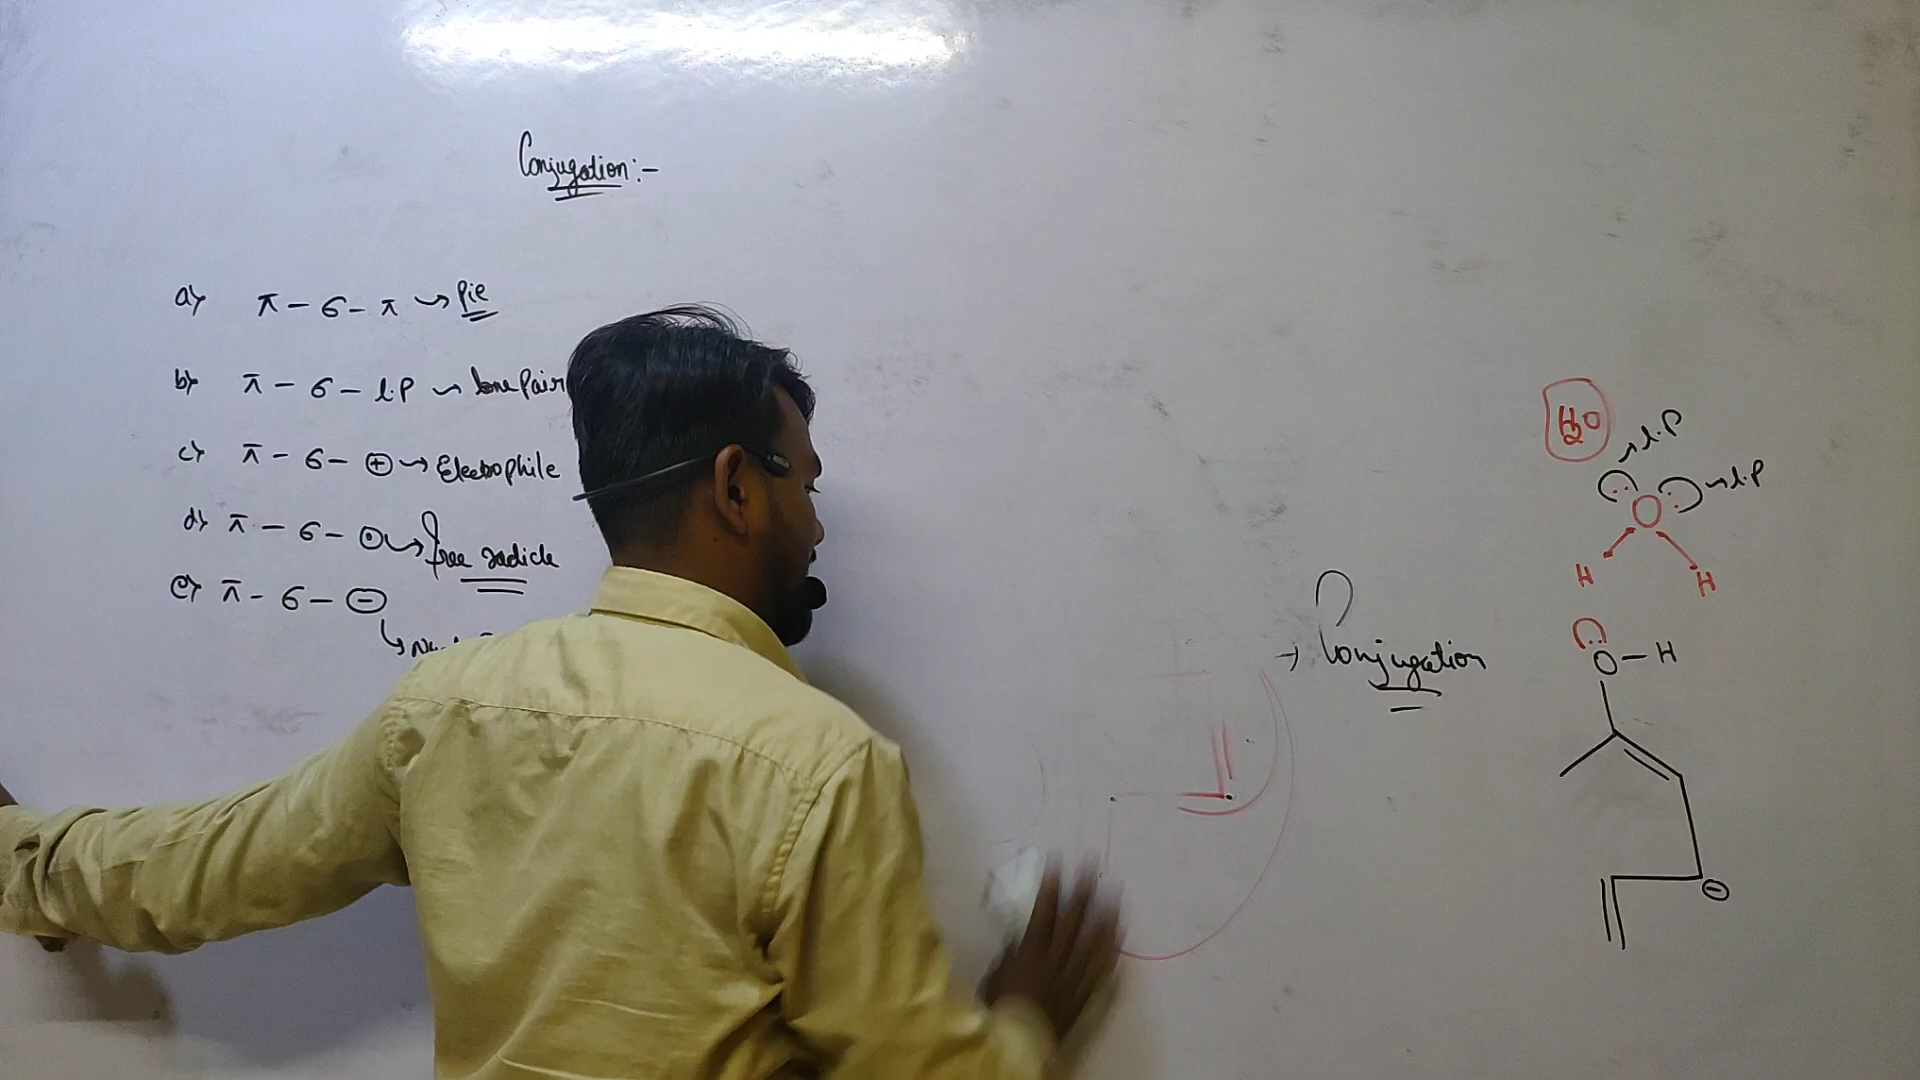 Conjugation:-
a) π - σ - π → Pie
b) π - σ - l.P → lone Pair
c) π - σ - ⊕ → Electrophile
d) π - σ - ⊙ → free radicle
e) π - σ - ⊖
H2O
→ l.P
→ l.P
O
H H
→ Conjugation
O - H
⊖